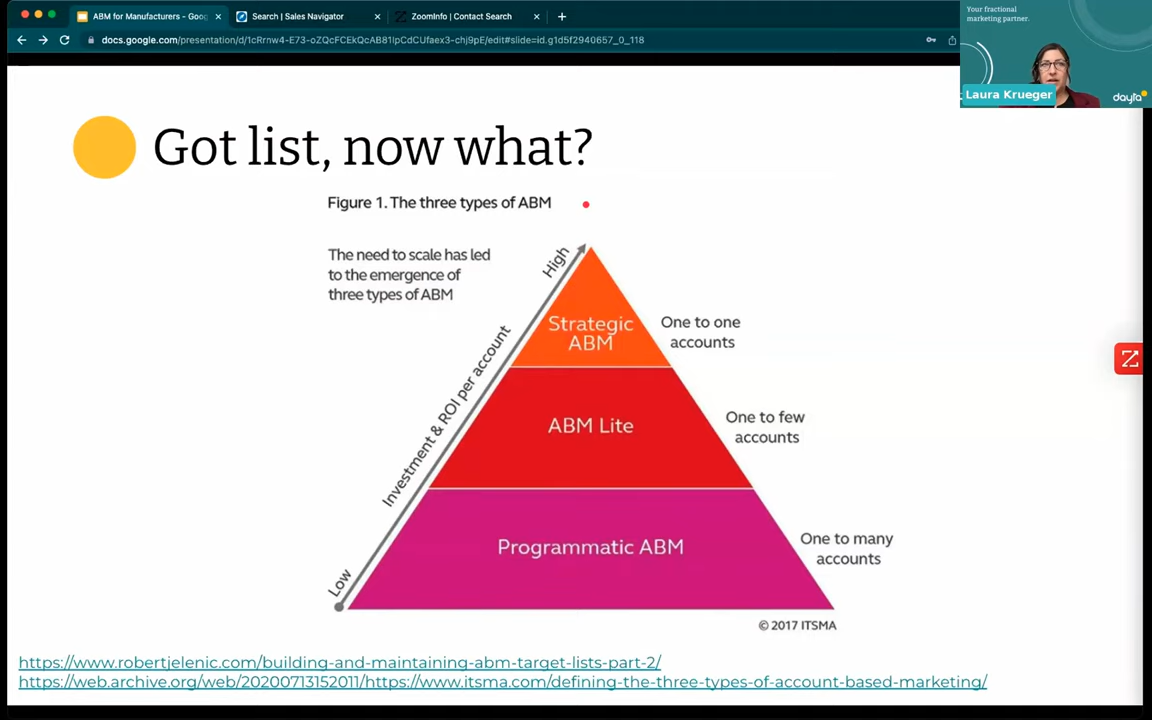 ABM for Manufacturers - Goog
Search | Sales Navigator
ZoomInfo | Contact Search
docs.google.com/presentation/d/1cRrnw4-E73-oZQcFCEkQcAB81IpCdCUfaex3-chj9pE/edit#slide=id.g1d5f2940657_0_118
Your fractional
marketing partner.
Laura Krueger
dayta
Got list, now what?
Figure 1. The three types of ABM
The need to scale has led
to the emergence of
three types of ABM
High
Investment & ROI per account
Low
Strategic
ABM
One to one
accounts
ABM Lite
One to few
accounts
Programmatic ABM
One to many
accounts
© 2017 ITSMA
https://www.robertjelenic.com/building-and-maintaining-abm-target-lists-part-2/
https://web.archive.org/web/20200713152011/https://www.itsma.com/defining-the-three-types-of-account-based-marketing/